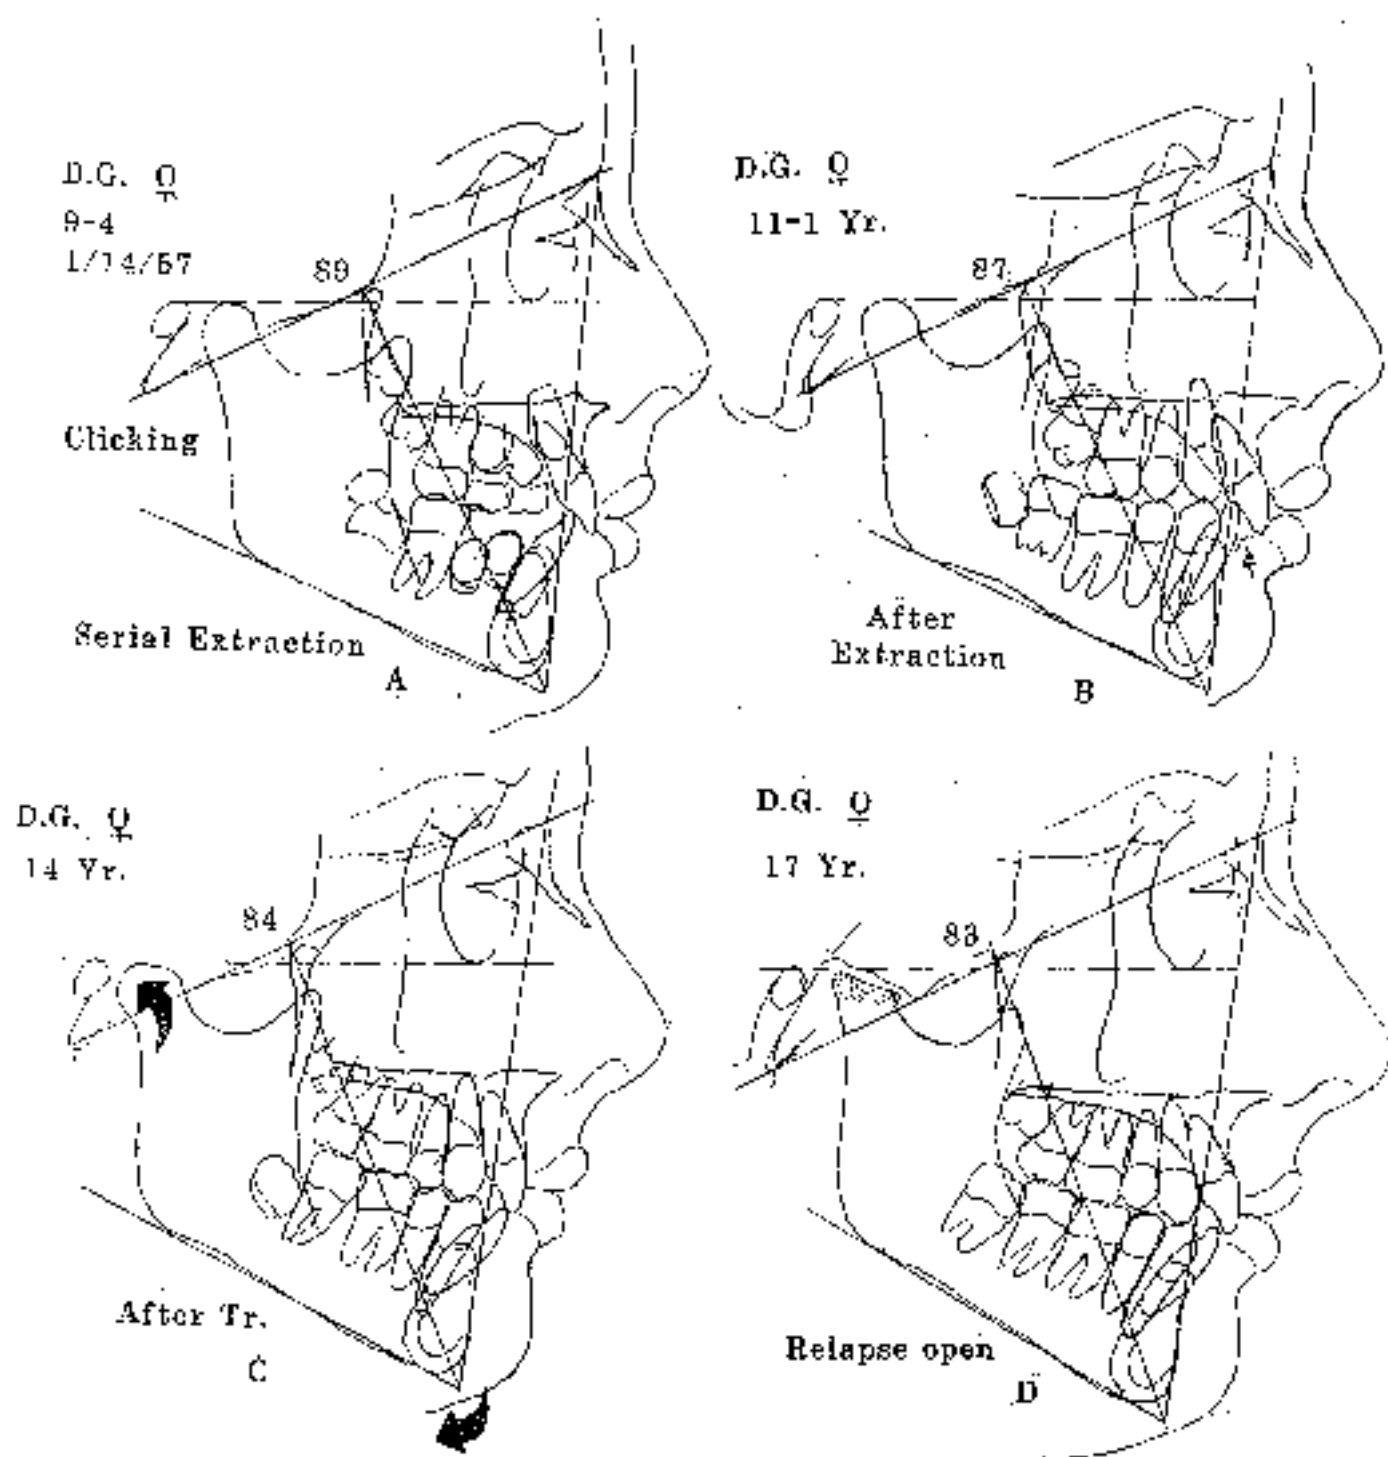 D.G. ♀
9-4
1/14/57
89
Clicking
Serial Extraction
A
D.G. ♀
11-1 Yr.
87
After
Extraction
B
D.G. ♀
14 Yr.
84
After Tr.
C
D.G. ♀
17 Yr.
83
Relapse open
D